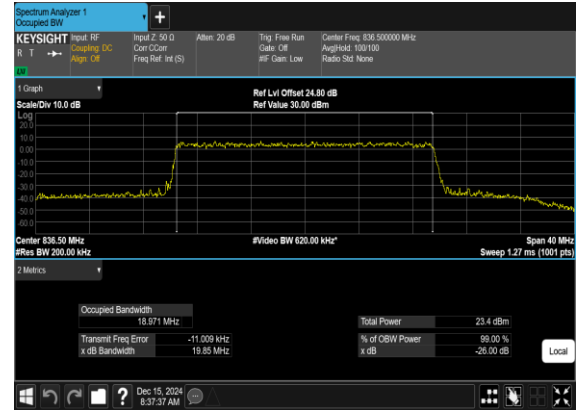 Spectrum Analyzer 1
Occupied BW
+
KEYSIGHT Input: RF Input Z: 50 Ω Atten: 20 dB Trig: Free Run Center Freq: 836.500000 MHz
R T Coupling: DC Corr CCorr Gate: Off Avg|Hold: 100/100
Align: Off Freq Ref: Int (S) #IF Gain: Low Radio Std: None
LU
1 Graph Ref Lvl Offset 24.80 dB
Scale/Div 10.0 dB Ref Value 30.00 dBm
Log
20.0
10.0
0.00
-10.0
-20.0
-30.0
-40.0
-50.0
-60.0
Center 836.50 MHz #Video BW 620.00 kHz* Span 40 MHz
#Res BW 200.00 kHz Sweep 1.27 ms (1001 pts)
2 Metrics
Occupied Bandwidth
18.971 MHz Total Power 23.4 dBm
Transmit Freq Error -11.009 kHz % of OBW Power 99.00 %
x dB Bandwidth 19.85 MHz x dB -26.00 dB
Local
? Dec 15, 2024
8:37:37 AM